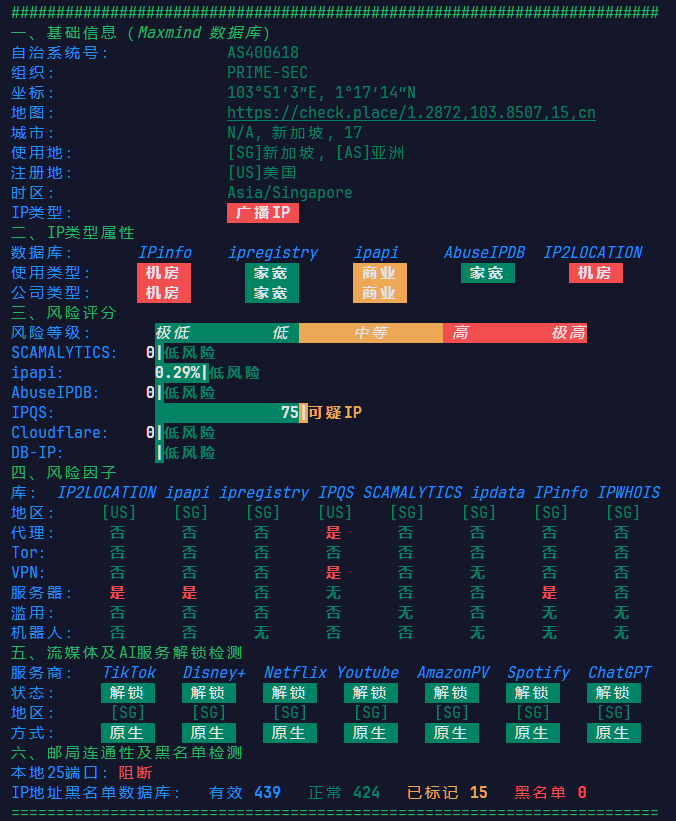 ########################################################################
一、基础信息（Maxmind 数据库）
自治系统号： AS400618
组织： PRIME-SEC
坐标： 103°51′3″E, 1°17′14″N
地图： https://check.place/1.2872,103.8507,15,cn
城市： N/A, 新加坡, 17
使用地： [SG]新加坡, [AS]亚洲
注册地： [US]美国
时区： Asia/Singapore
IP类型： 广播IP
二、IP类型属性
数据库： IPinfo ipregistry ipapi AbuseIPDB IP2LOCATION
使用类型： 机房 家宽 商业 家宽 机房
公司类型： 机房 家宽 商业
三、风险评分
风险等级： 极低 低 中等 高 极高
SCAMALYTICS: 0|低风险
ipapi: 0.29%|低风险
AbuseIPDB: 0|低风险
IPQS: 75|可疑IP
Cloudflare: 0|低风险
DB-IP: |低风险
四、风险因子
库： IP2LOCATION ipapi ipregistry IPQS SCAMALYTICS ipdata IPinfo IPWHOIS
地区： [US] [SG] [SG] [US] [SG] [SG] [SG] [SG]
代理： 否 否 否 是 否 否 否 否
Tor: 否 否 否 否 否 否 否 否
VPN: 否 否 否 是 否 无 否 否
服务器： 是 是 否 无 否 否 是 否
滥用： 否 否 否 否 无 否 无 无
机器人： 否 否 无 否 否 无 无 无
五、流媒体及AI服务解锁检测
服务商： TikTok Disney+ Netflix Youtube AmazonPV Spotify ChatGPT
状态： 解锁 解锁 解锁 解锁 解锁 解锁 解锁
地区： [SG] [SG] [SG] [SG] [SG] [SG] [SG]
方式： 原生 原生 原生 原生 原生 原生 原生
六、邮局连通性及黑名单检测
本地25端口：阻断
IP地址黑名单数据库： 有效 439 正常 424 已标记 15 黑名单 0
========================================================================